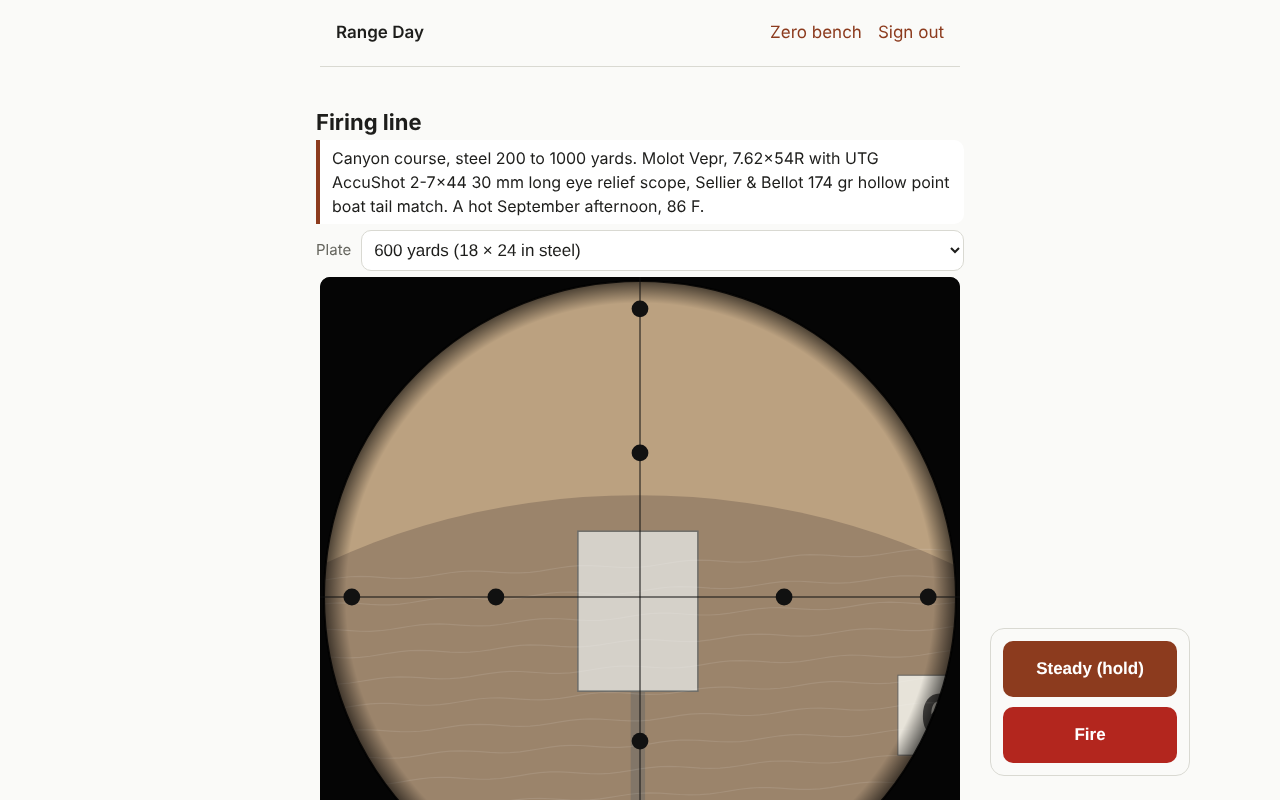 Range Day
Zero bench
Sign out
Firing line
Canyon course, steel 200 to 1000 yards. Molot Vepr, 7.62×54R with UTG
AccuShot 2-7×44 30 mm long eye relief scope, Sellier & Bellot 174 gr hollow point
boat tail match. A hot September afternoon, 86 F.
Plate
600 yards (18 × 24 in steel)
Steady (hold)
Fire